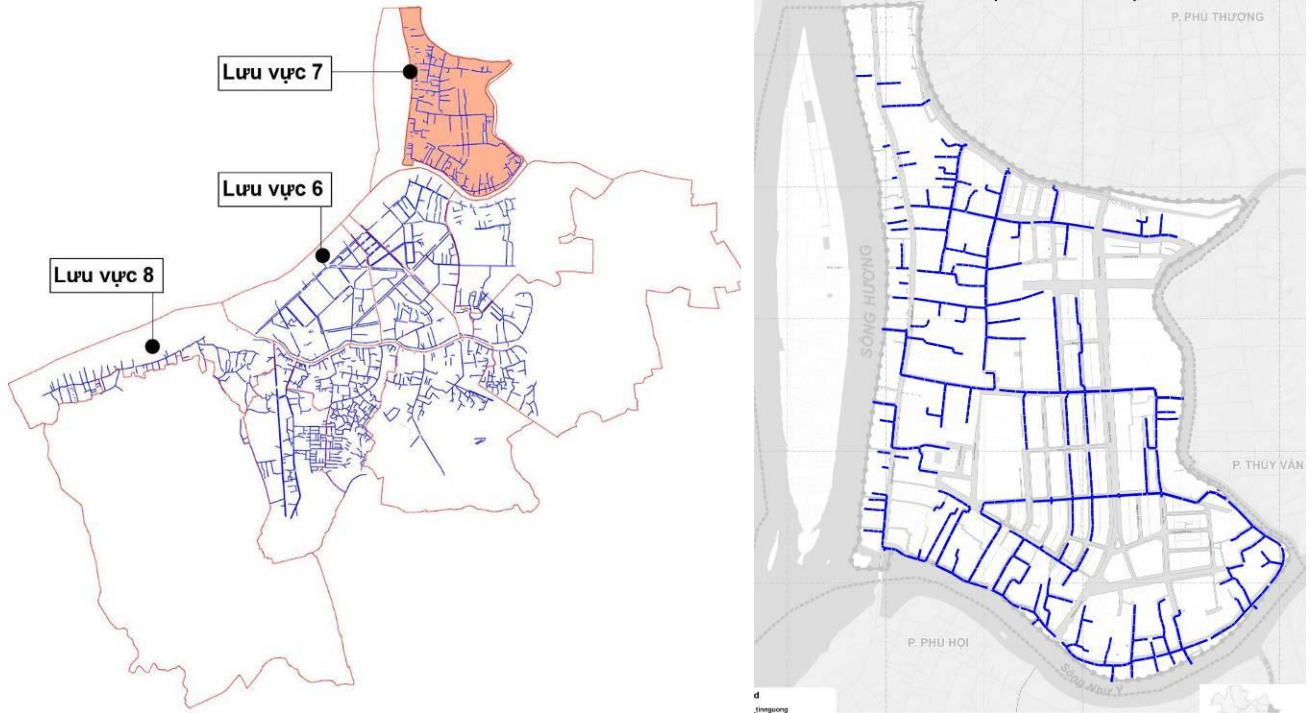 Lưu vực 7
Lưu vực 6
Lưu vực 8
P. PHÚ THƯỢNG
SÔNG HƯƠNG
P. THỦY VÂN
P. PHÚ HỘI
Sông Như Ý
d
_tinnguong